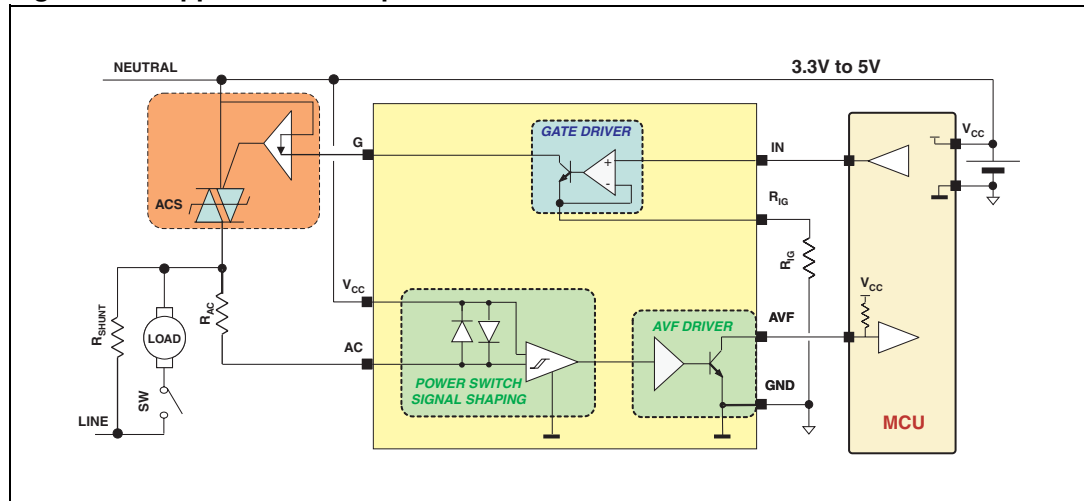 NEUTRAL
3.3V to 5V
GATE DRIVER
G
IN
VCC
+
-
ACS
RIG
RIG
VCC
VCC
RSHUNT
LOAD
RAC
AVF DRIVER
AVF
AC
SW
POWER SWITCH
SIGNAL SHAPING
GND
LINE
MCU